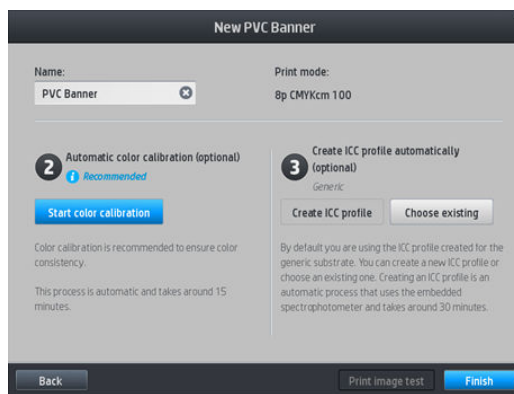 New PVC Banner
Name:
PVC Banner
Print mode:
8p CMYKcm 100
2
Automatic color calibration (optional)
i Recommended
Start color calibration
Color calibration is recommended to ensure color
consistency.
This process is automatic and takes around 15
minutes.
3
Create ICC profile automatically
(optional)
Generic
Create ICC profile
Choose existing
By default you are using the ICC profile created for the
generic substrate. You can create a new ICC profile or
choose an existing one. Creating an ICC profile is an
automatic process that uses the embedded
spectrophotometer and takes around 30 minutes.
Back
Print image test
Finish